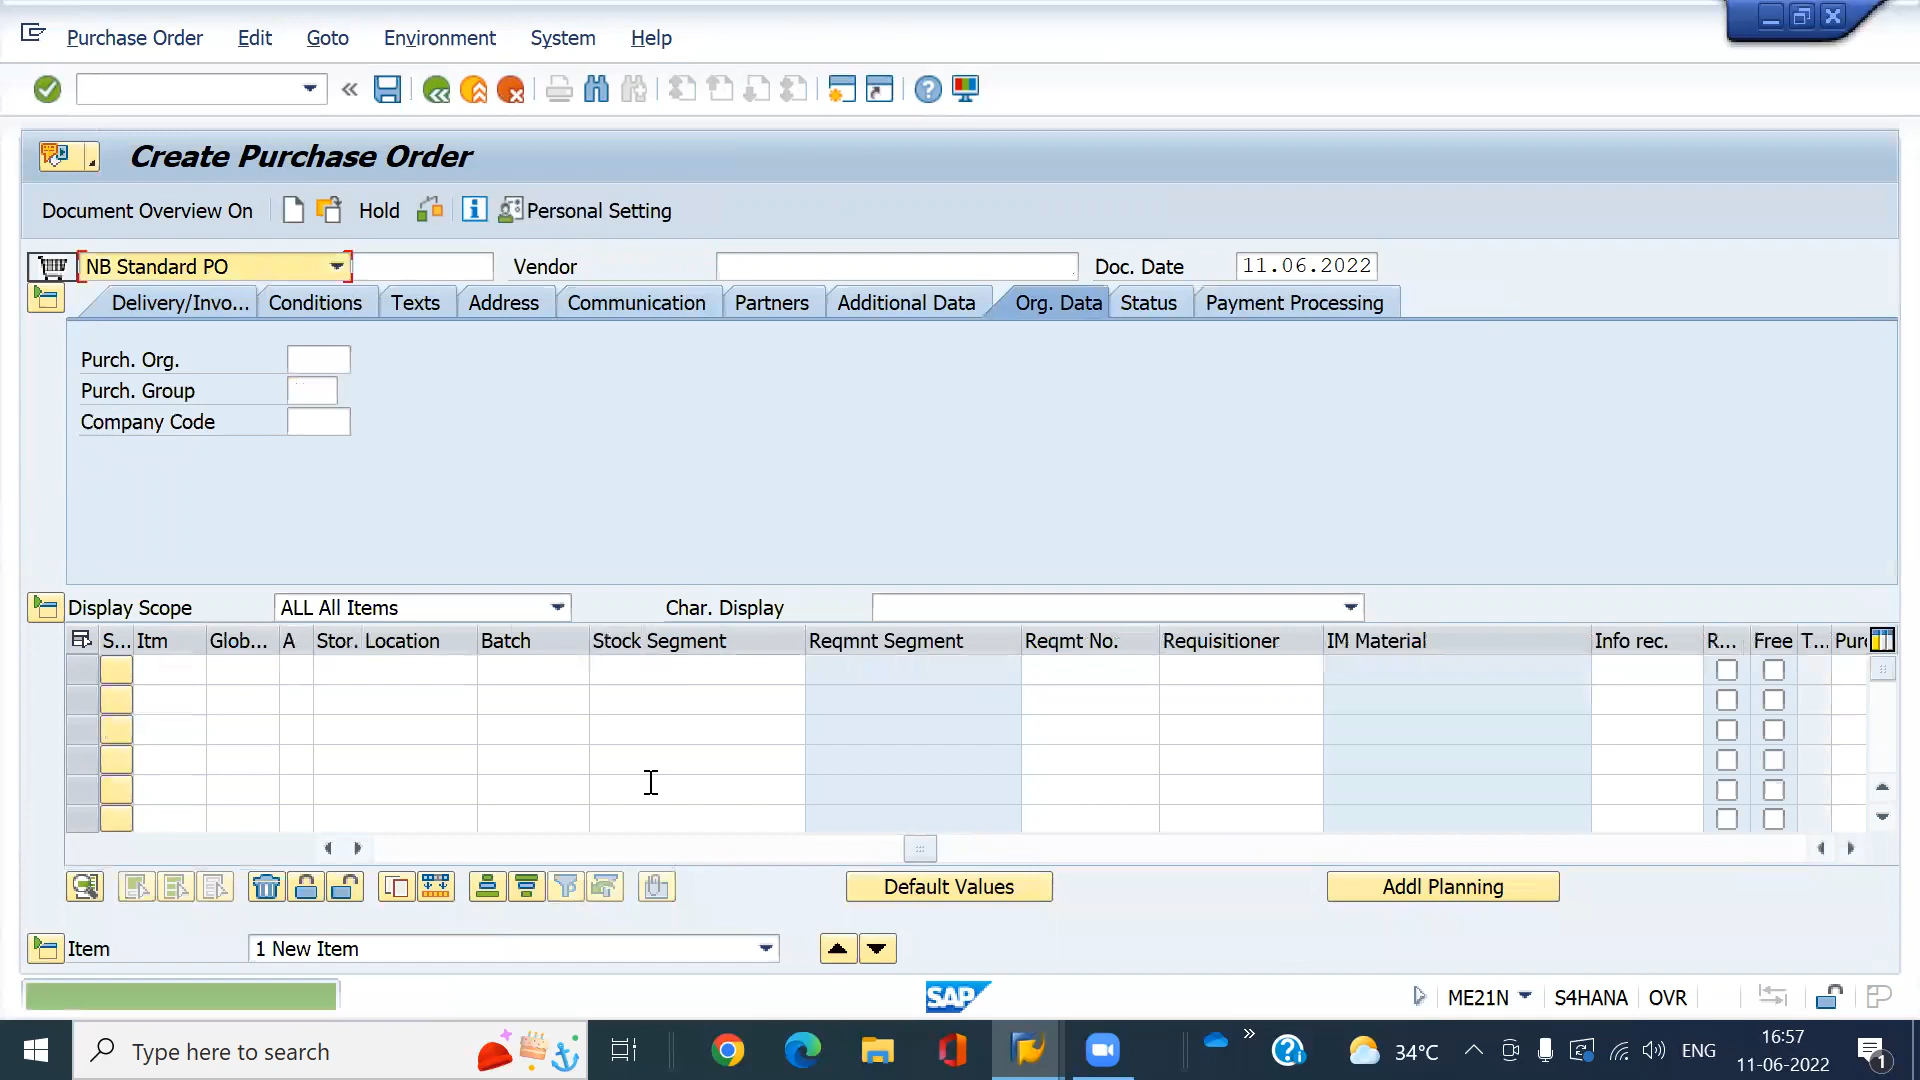 Purchase Order Edit Goto Environment System Help
Create Purchase Order
Document Overview On Hold Personal Setting
NB Standard PO Vendor Doc. Date 11.06.2022
Delivery/Invo... Conditions Texts Address Communication Partners Additional Data Org. Data Status Payment Processing
Purch. Org.
Purch. Group
Company Code
Display Scope ALL All Items Char. Display
S... Itm Glob... A Stor. Location Batch Stock Segment Reqmnt Segment Reqmt No. Requisitioner IM Material Info rec. R... Free T... Purc
Default Values Addl Planning
Item 1 New Item
SAP ME21N S4HANA OVR
Type here to search 34°C ENG 16:57
11-06-2022 1